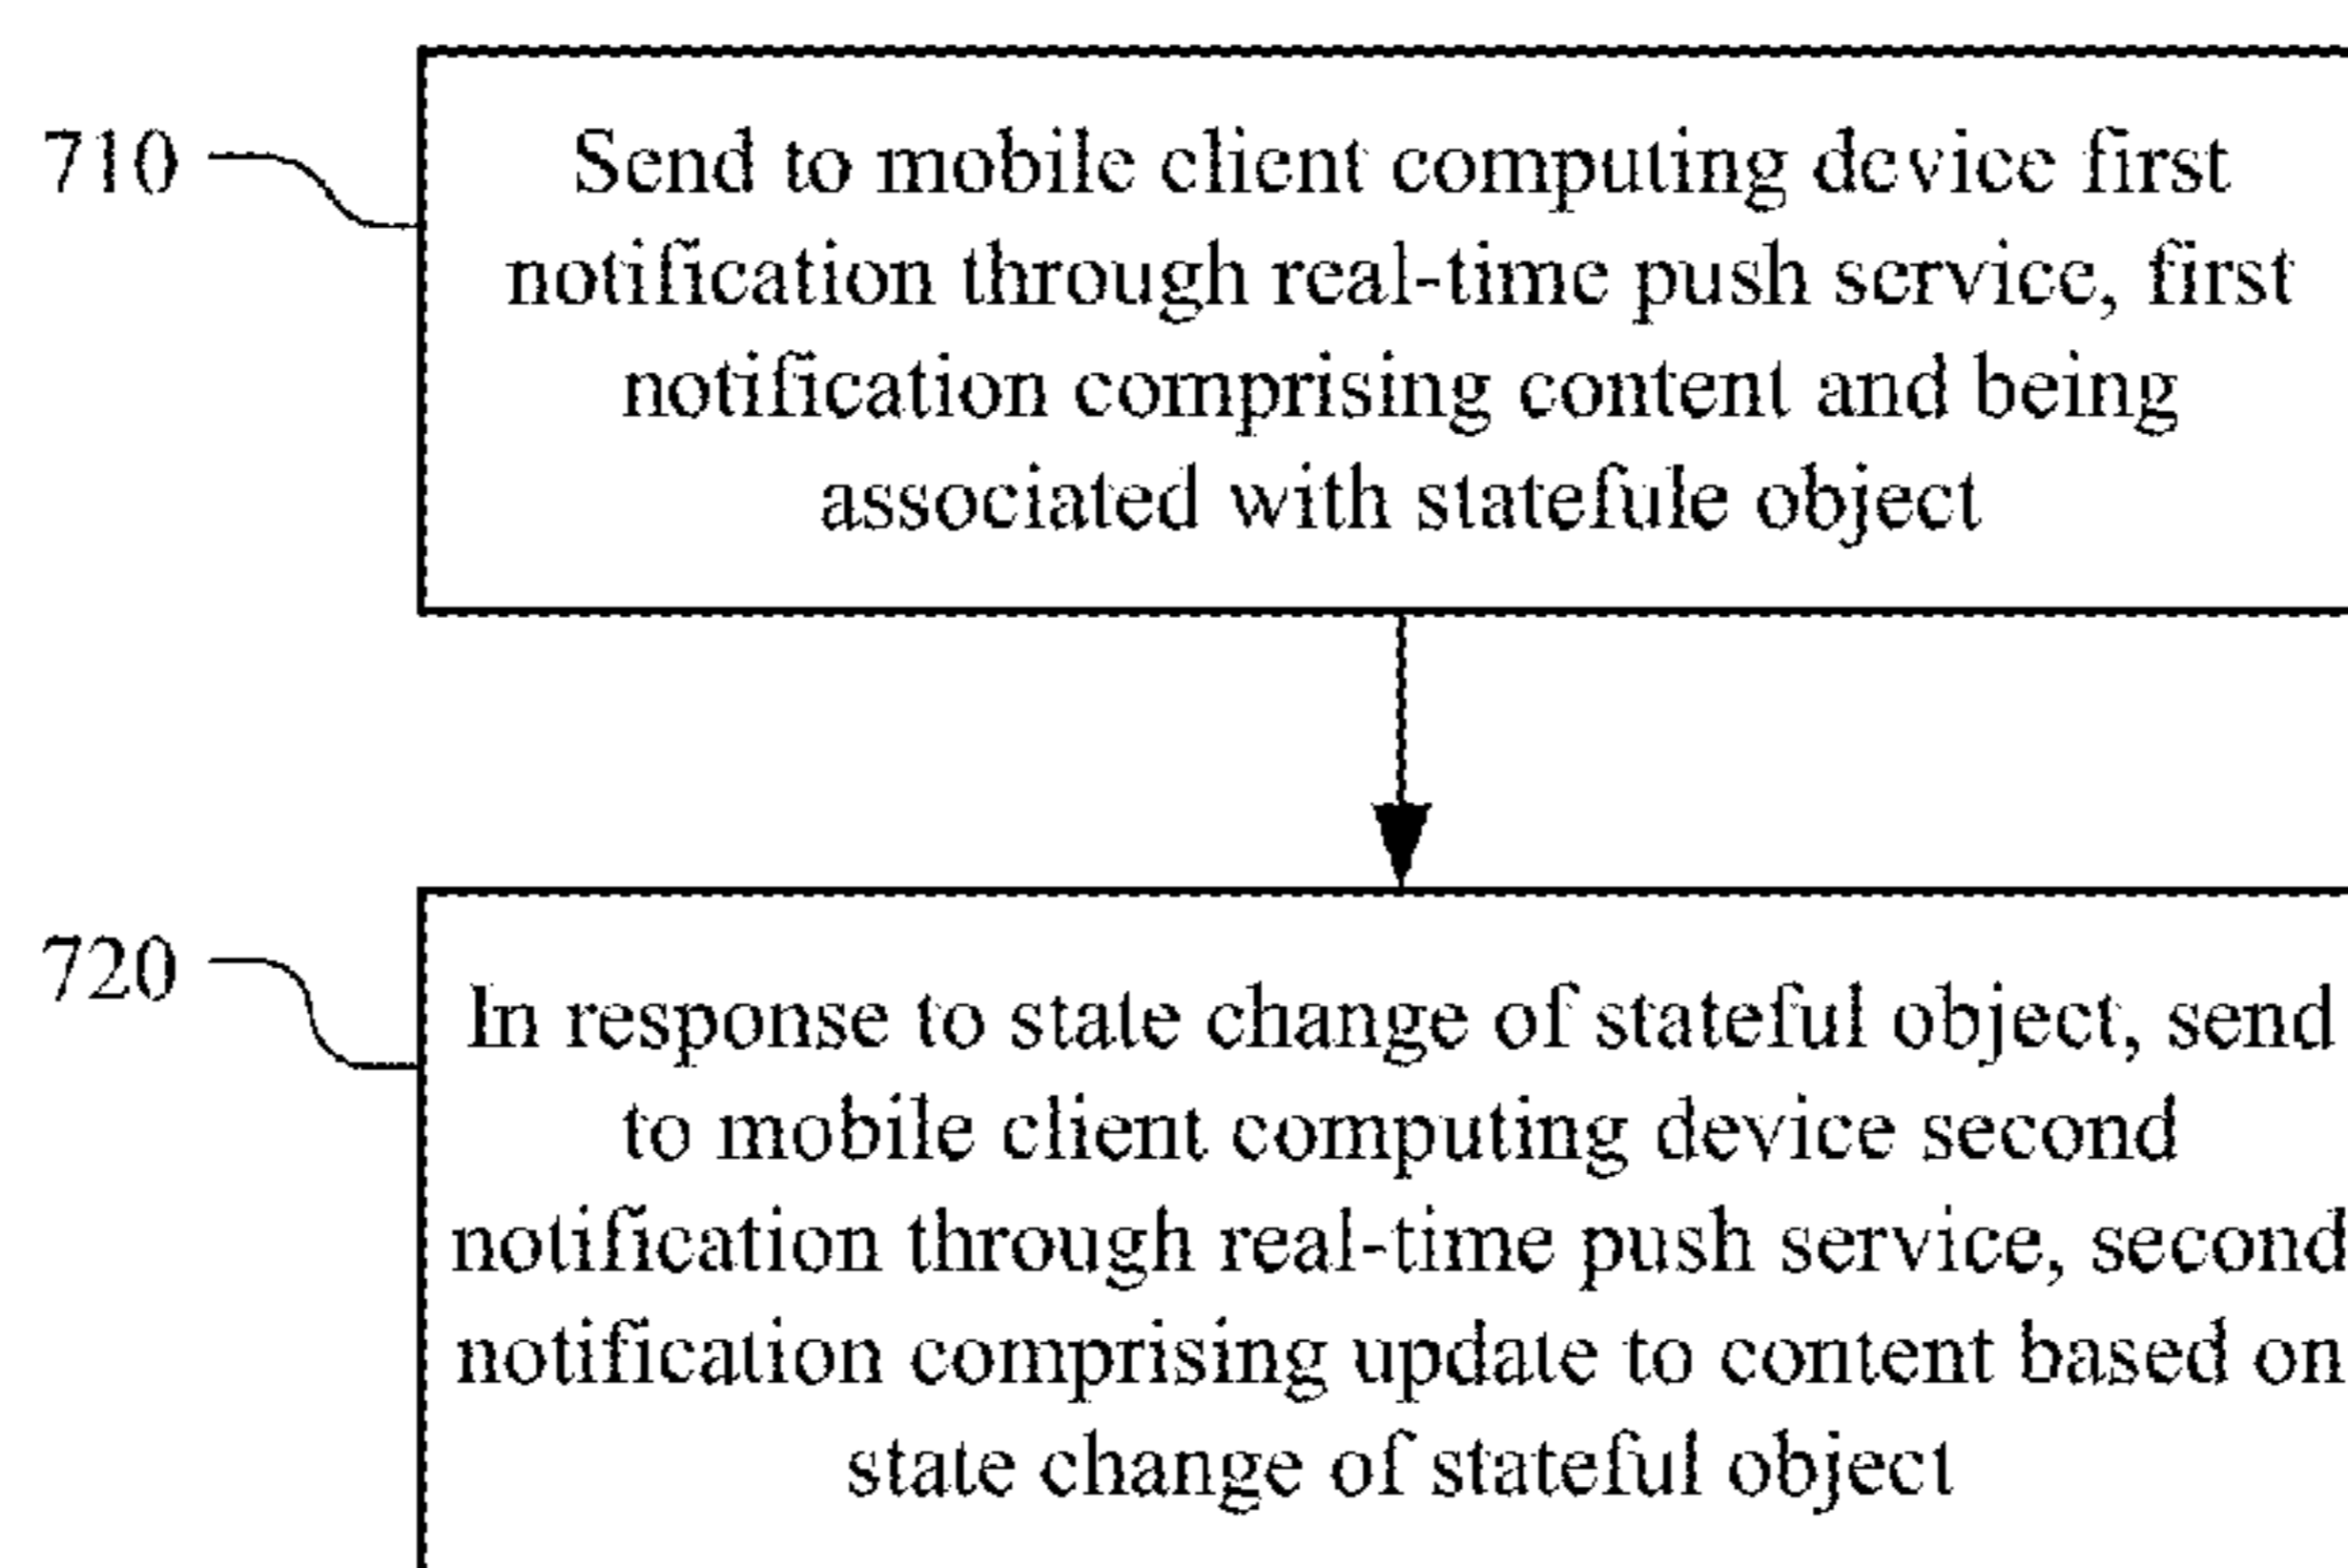 710
Send to mobile client computing device first
notification through real-time push service, first
notification comprising content and being
associated with statefule object
720
In response to state change of stateful object, send
to mobile client computing device second
notification through real-time push service, second
notification comprising update to content based on
state change of stateful object